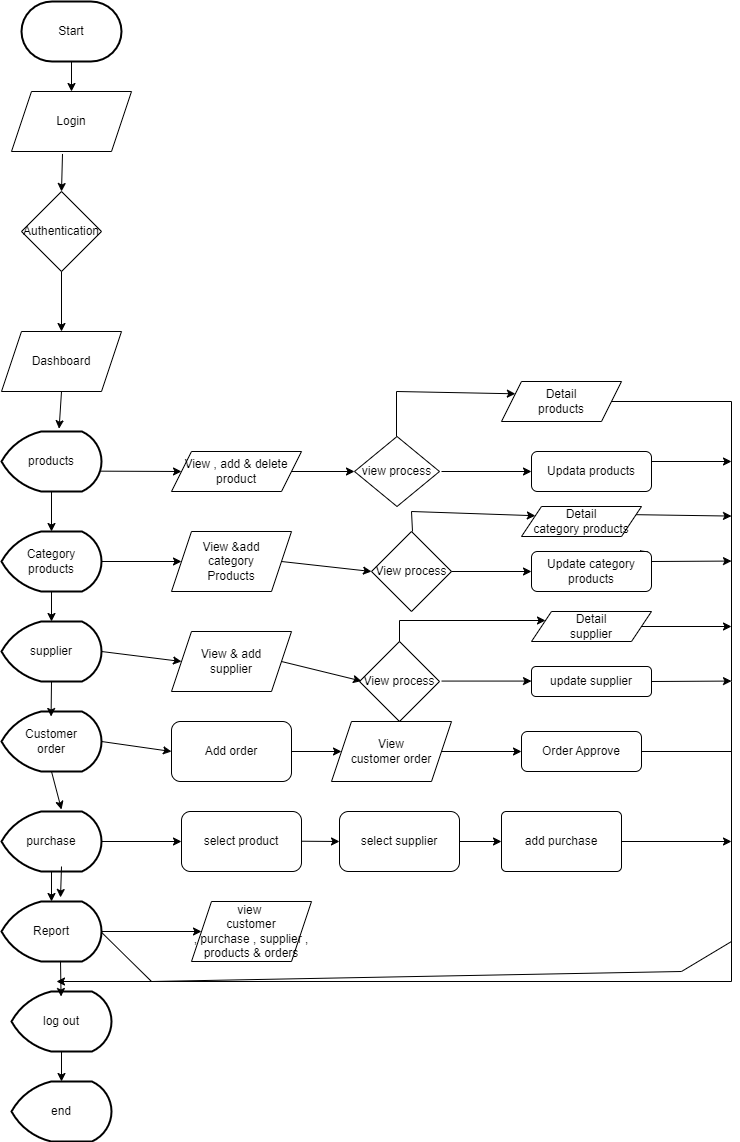 Start
Login
Authentication
Dashboard
Detail
products
products
View , add & delete
product
view process
Updata products
Detail
category products
Category
products
View &add
category
Products
View process
Update category
products
Detail
supplier
supplier
View & add
supplier
View process
update supplier
Customer
order
Add order
View
customer order
Order Approve
purchase
select product
select supplier
add purchase
Report
view
customer
, purchase , supplier ,
products & orders
log out
end